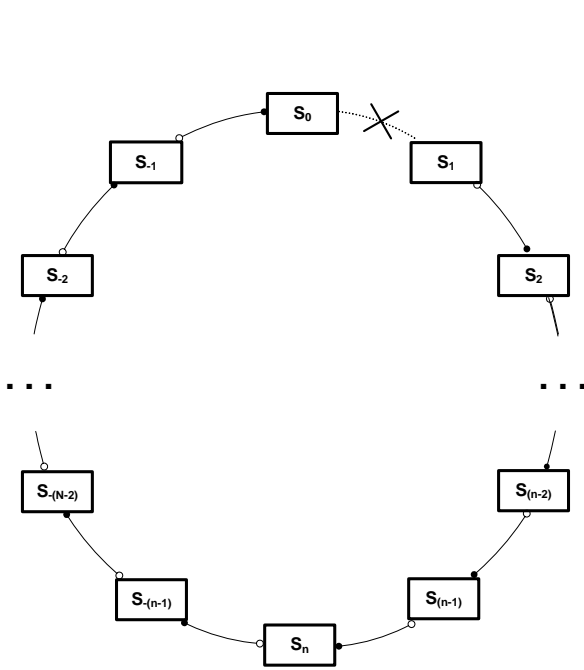 S0
S-1
S1
S-2
S2
. . .
. . .
S-(N-2)
S(n-2)
S-(n-1)
S(n-1)
Sn